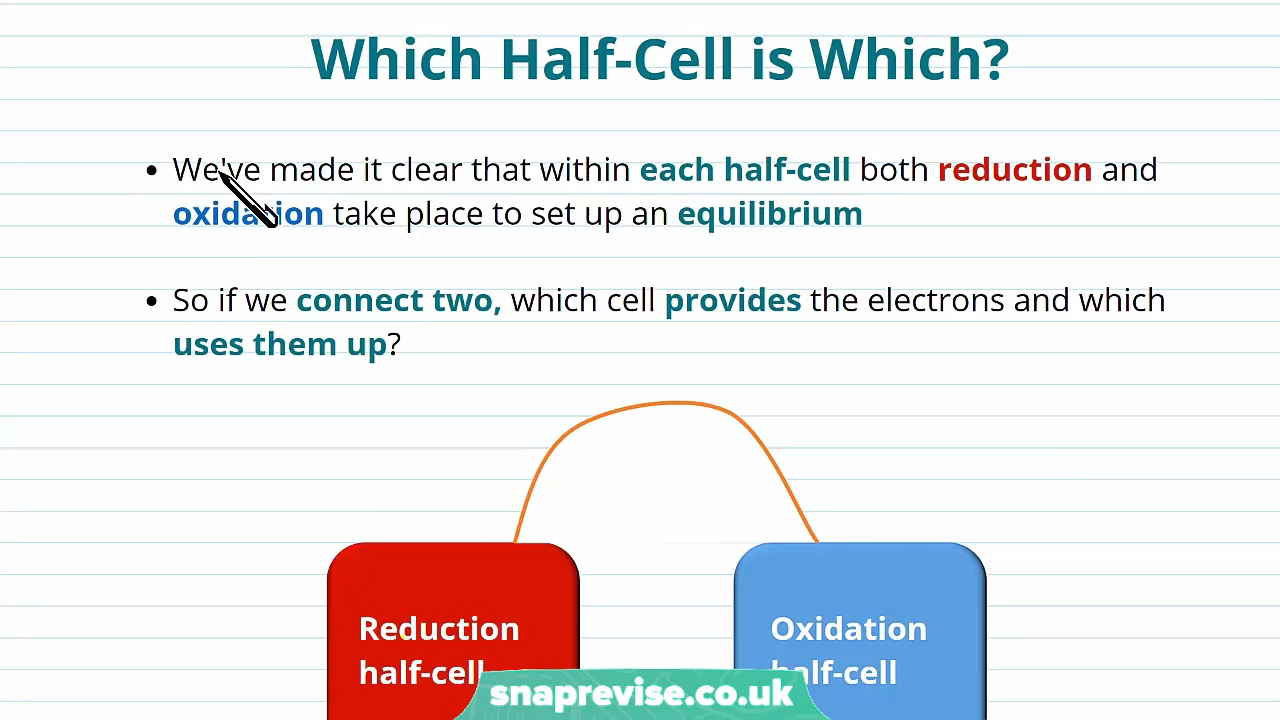 Which Half-Cell is Which?
• We've made it clear that within each half-cell both reduction and
oxidation take place to set up an equilibrium
• So if we connect two, which cell provides the electrons and which
uses them up?
Reduction
half-cell
Oxidation
half-cell
snaprevise.co.uk